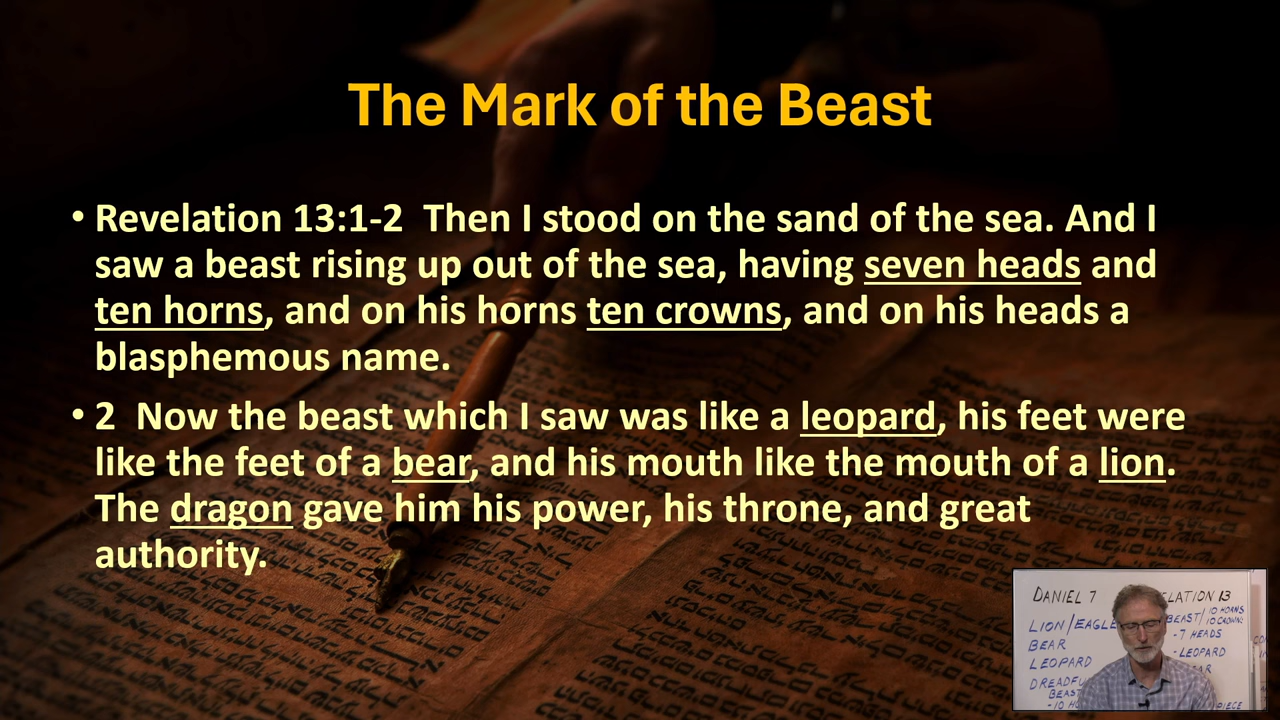 The Mark of the Beast
• Revelation 13:1-2  Then I stood on the sand of the sea. And I
saw a beast rising up out of the sea, having seven heads and
ten horns, and on his horns ten crowns, and on his heads a
blasphemous name.
• 2  Now the beast which I saw was like a leopard, his feet were
like the feet of a bear, and his mouth like the mouth of a lion.
The dragon gave him his power, his throne, and great
authority.
DANIEL 7
LION/EAGLE
BEAR
LEOPARD
13
BEAST/ 10 HORNS
10 CROWNS
- 7 HEADS
- LEOPARD